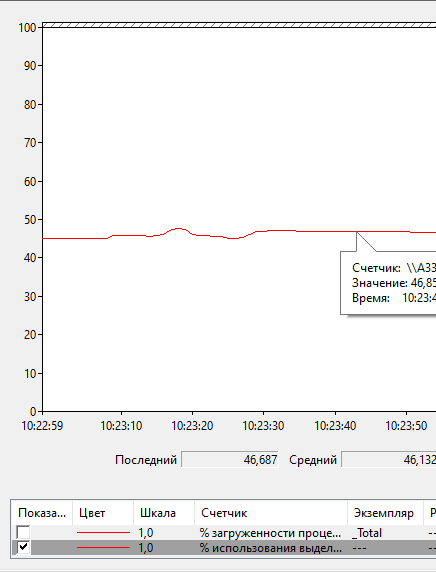 100
90
80
70
60
50
40
30
20
10
0
Счетчик: \\A33
Значение: 46,85
Время: 10:23:4
10:22:59 10:23:10 10:23:20 10:23:30 10:23:40 10:23:50
Последний 46,687 Средний 46,132
Показа... Цвет Шкала Счетчик Экземпляр
1,0 % загруженности проце... _Total --
1,0 % использования выдел... --- --